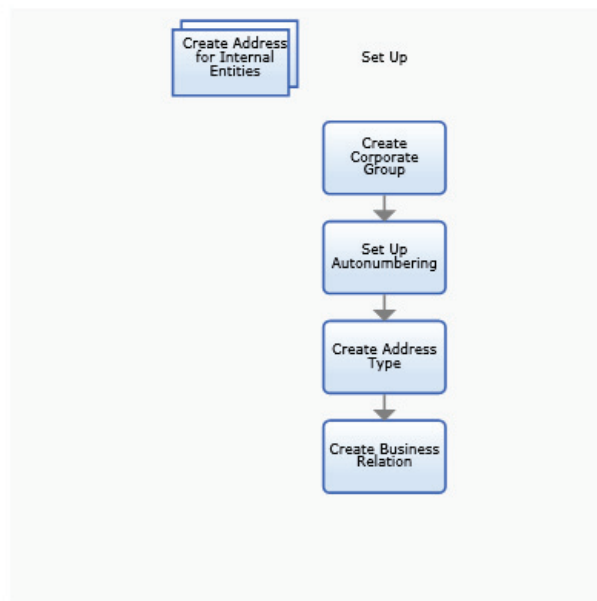 Create Address
for Internal
Entities
Set Up
Create
Corporate
Group
Set Up
Autonumbering
Create Address
Type
Create Business
Relation